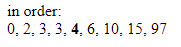 in order:
0, 2, 3, 3, 4, 6, 10, 15, 97